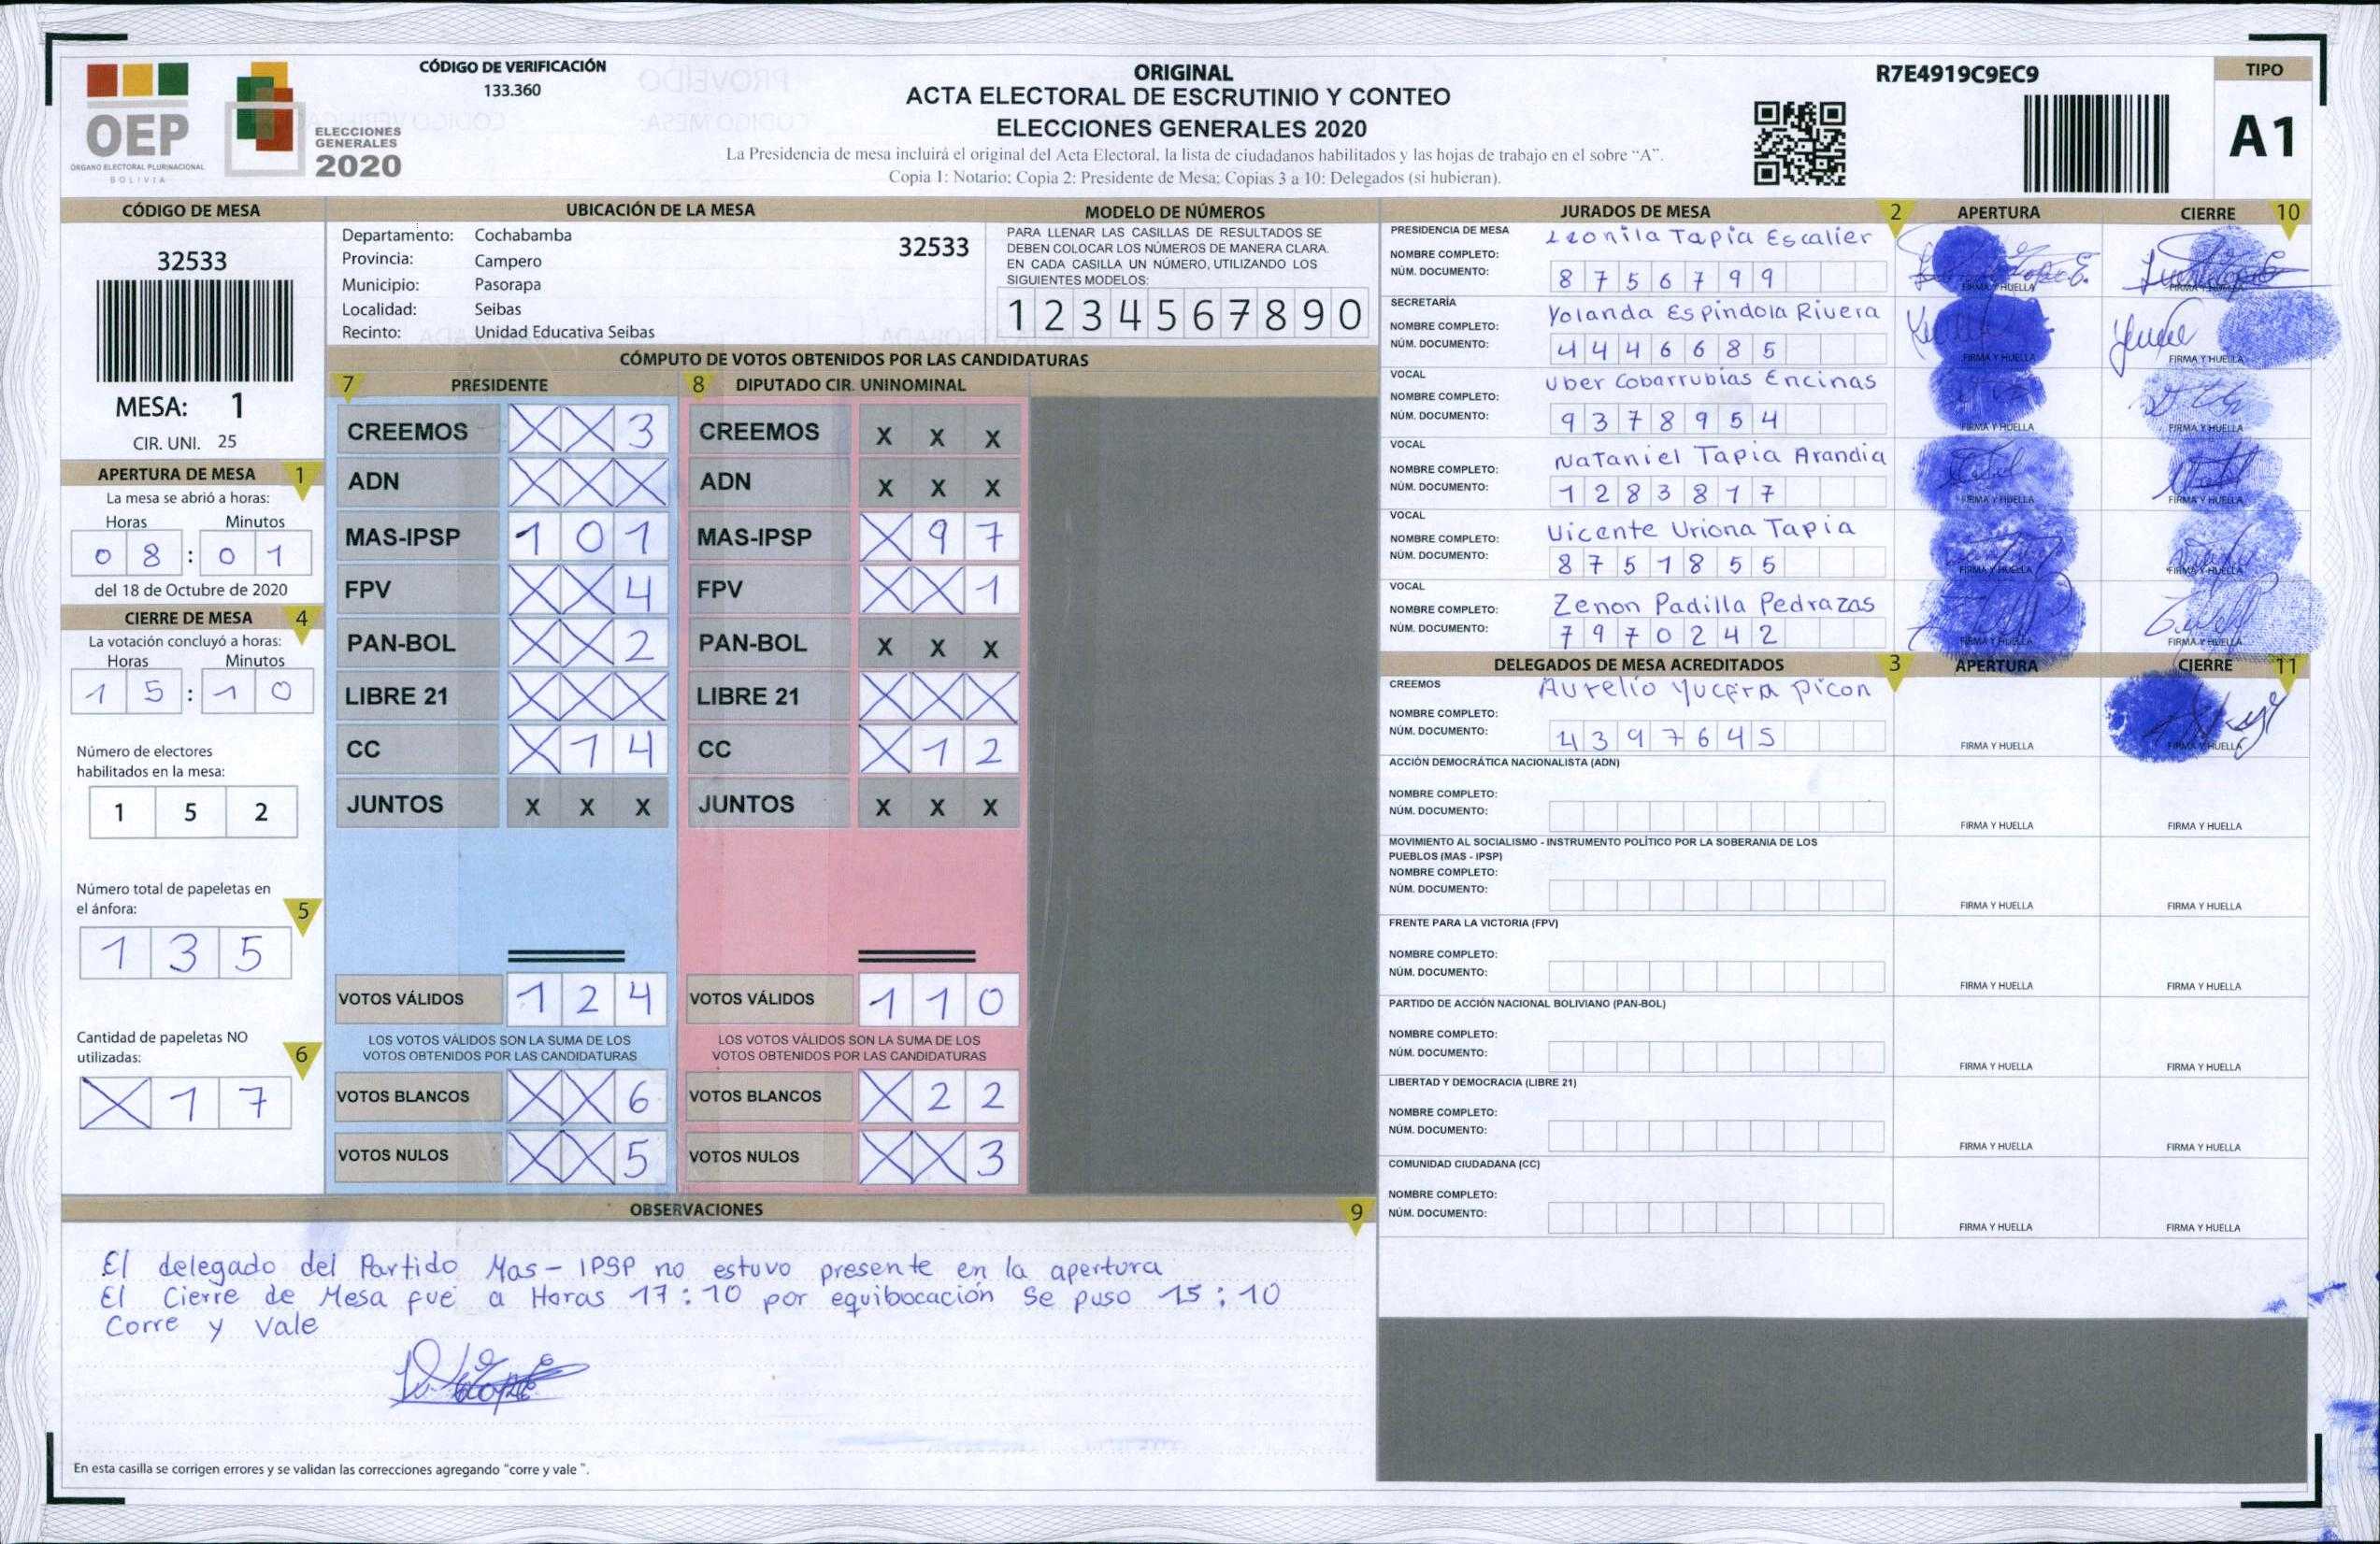 OEP
ÓRGANO ELECTORAL PLURINACIONAL
BOLIVIA
ELECCIONES
GENERALES
2020
CÓDIGO DE VERIFICACIÓN
133.360
ORIGINAL
ACTA ELECTORAL DE ESCRUTINIO Y CONTEO
ELECCIONES GENERALES 2020
La Presidencia de mesa incluirá el original del Acta Electoral, la lista de ciudadanos habilitados y las hojas de trabajo en el sobre “A”.
Copia 1: Notario; Copia 2: Presidente de Mesa; Copias 3 a 10: Delegados (si hubieran).
R7E4919C9EC9
TIPO
A1
CÓDIGO DE MESA
32533
MESA: 1
CIR. UNI. 25
APERTURA DE MESA 1
La mesa se abrió a horas:
Horas Minutos
0 8 : 0 1
del 18 de Octubre de 2020
CIERRE DE MESA 4
La votación concluyó a horas:
Horas Minutos
1 5 : 1 0
Número de electores
habilitados en la mesa:
1 5 2
Número total de papeletas en
el ánfora: 5
1 3 5
Cantidad de papeletas NO
utilizadas: 6
X 1 7
UBICACIÓN DE LA MESA
Departamento: Cochabamba
Provincia: Campero
Municipio: Pasorapa
Localidad: Seibas
Recinto: Unidad Educativa Seibas
32533
MODELO DE NÚMEROS
PARA LLENAR LAS CASILLAS DE RESULTADOS SE
DEBEN COLOCAR LOS NÚMEROS DE MANERA CLARA.
EN CADA CASILLA UN NÚMERO, UTILIZANDO LOS
SIGUIENTES MODELOS:
1 2 3 4 5 6 7 8 9 0
CÓMPUTO DE VOTOS OBTENIDOS POR LAS CANDIDATURAS
7 PRESIDENTE
CREEMOS X X 3
ADN X X X
MAS-IPSP 1 0 1
FPV X X 4
PAN-BOL X X 2
LIBRE 21 X X X
CC X 1 4
JUNTOS X X X
VOTOS VÁLIDOS 1 2 4
LOS VOTOS VÁLIDOS SON LA SUMA DE LOS
VOTOS OBTENIDOS POR LAS CANDIDATURAS
VOTOS BLANCOS X X 6
VOTOS NULOS X X 5
8 DIPUTADO CIR. UNINOMINAL
CREEMOS X X X
ADN X X X
MAS-IPSP X 9 7
FPV X X 1
PAN-BOL X X X
LIBRE 21 X X X
CC X 1 2
JUNTOS X X X
VOTOS VÁLIDOS 1 1 0
LOS VOTOS VÁLIDOS SON LA SUMA DE LOS
VOTOS OBTENIDOS POR LAS CANDIDATURAS
VOTOS BLANCOS X 2 2
VOTOS NULOS X X 3
OBSERVACIONES 9
El delegado del Partido Mas - IPSP no estuvo presente en la apertura
El Cierre de Mesa fue a Horas 17 : 10 por equibocación se puso 15 : 10
Corre y vale
En esta casilla se corrigen errores y se validan las correcciones agregando "corre y vale ".
JURADOS DE MESA 2 APERTURA CIERRE 10
PRESIDENCIA DE MESA
NOMBRE COMPLETO: Leonila Tapia Escalier
NÚM. DOCUMENTO: 8 7 5 6 7 9 9
FIRMA Y HUELLA FIRMA Y HUELLA
SECRETARÍA
NOMBRE COMPLETO: Yolanda Espindola Rivera
NÚM. DOCUMENTO: 4 4 4 6 6 8 5
FIRMA Y HUELLA FIRMA Y HUELLA
VOCAL
NOMBRE COMPLETO: Uber Cobarrubias Encinas
NÚM. DOCUMENTO: 9 3 7 8 9 5 4
FIRMA Y HUELLA FIRMA Y HUELLA
VOCAL
NOMBRE COMPLETO: Nataniel Tapia Arandia
NÚM. DOCUMENTO: 1 2 8 3 8 1 7
FIRMA Y HUELLA FIRMA Y HUELLA
VOCAL
NOMBRE COMPLETO: Vicente Uriona Tapia
NÚM. DOCUMENTO: 8 7 5 1 8 5 5
FIRMA Y HUELLA FIRMA Y HUELLA
VOCAL
NOMBRE COMPLETO: Zenon Padilla Pedrazas
NÚM. DOCUMENTO: 7 9 7 0 2 4 2
FIRMA Y HUELLA FIRMA Y HUELLA
DELEGADOS DE MESA ACREDITADOS 3 APERTURA CIERRE 11
CREEMOS
NOMBRE COMPLETO: Aurelio Picon
NÚM. DOCUMENTO: 4 3 9 7 6 4 5
FIRMA Y HUELLA FIRMA Y HUELLA
ACCIÓN DEMOCRÁTICA NACIONALISTA (ADN)
NOMBRE COMPLETO:
NÚM. DOCUMENTO:
FIRMA Y HUELLA FIRMA Y HUELLA
MOVIMIENTO AL SOCIALISMO - INSTRUMENTO POLÍTICO POR LA SOBERANIA DE LOS
PUEBLOS (MAS - IPSP)
NOMBRE COMPLETO:
NÚM. DOCUMENTO:
FIRMA Y HUELLA FIRMA Y HUELLA
FRENTE PARA LA VICTORIA (FPV)
NOMBRE COMPLETO:
NÚM. DOCUMENTO:
FIRMA Y HUELLA FIRMA Y HUELLA
PARTIDO DE ACCIÓN NACIONAL BOLIVIANO (PAN-BOL)
NOMBRE COMPLETO:
NÚM. DOCUMENTO:
FIRMA Y HUELLA FIRMA Y HUELLA
LIBERTAD Y DEMOCRACIA (LIBRE 21)
NOMBRE COMPLETO:
NÚM. DOCUMENTO:
FIRMA Y HUELLA FIRMA Y HUELLA
COMUNIDAD CIUDADANA (CC)
NOMBRE COMPLETO:
NÚM. DOCUMENTO:
FIRMA Y HUELLA FIRMA Y HUELLA